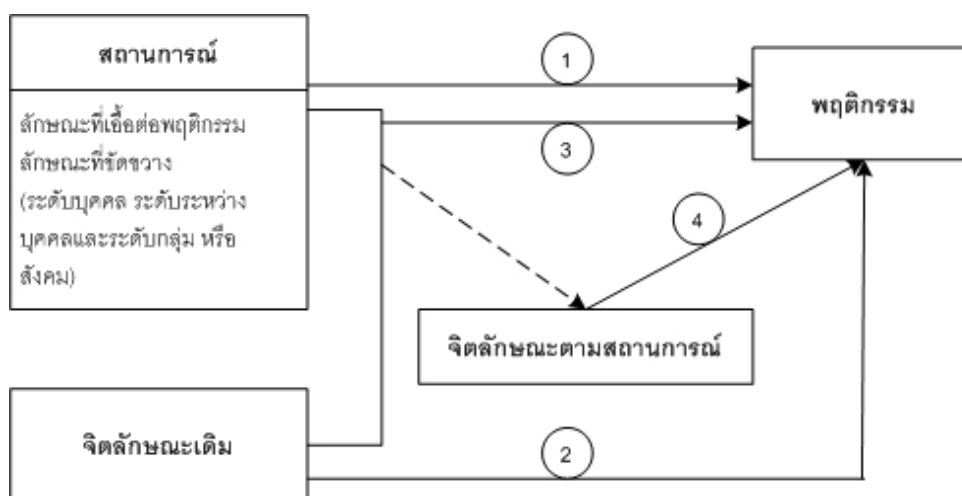 สถานการณ์
ลักษณะที่เอื้อต่อพฤติกรรม
ลักษณะที่ขัดขวาง
(ระดับบุคคล ระดับระหว่าง
บุคคลและระดับกลุ่ม หรือ
สังคม)
1
3
พฤติกรรม
4
จิตลักษณะตามสถานการณ์
จิตลักษณะเดิม
2